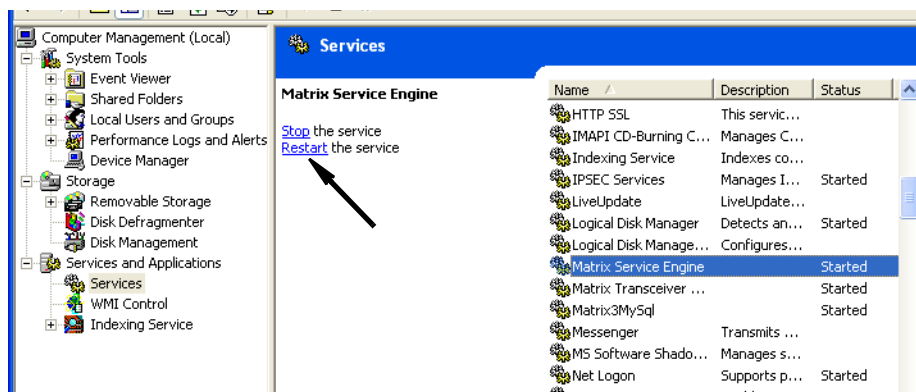 Computer Management (Local)
System Tools
Event Viewer
Shared Folders
Local Users and Groups
Performance Logs and Alerts
Device Manager
Storage
Removable Storage
Disk Defragmenter
Disk Management
Services and Applications
Services
WMI Control
Indexing Service
Services
Matrix Service Engine
Stop the service
Restart the service
Name Description Status
HTTP SSL This servic...
IMAPI CD-Burning C... Manages C...
Indexing Service Indexes co...
IPSEC Services Manages I... Started
LiveUpdate LiveUpdate...
Logical Disk Manager Detects an... Started
Logical Disk Manage... Configures...
Matrix Service Engine Started
Matrix Transceiver ... Started
Matrix3MySql Started
Messenger Transmits ...
MS Software Shado... Manages s...
Net Logon Supports p... Started